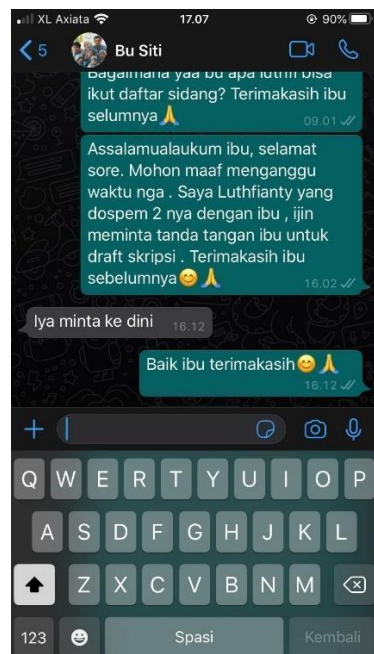 XL Axiata 17.07 90%
5 Bu Siti
Bagaimana yaa bu apa luthfi bisa
ikut daftar sidang? Terimakasih ibu
selumnya🙏 09.01
Assalamualaukum ibu, selamat
sore. Mohon maaf menganggu
waktu nga . Saya Luthfianty yang
dospem 2 nya dengan ibu , ijin
meminta tanda tangan ibu untuk
draft skripsi . Terimakasih ibu
sebelumnya😊🙏 16.02
Iya minta ke dini 16.12
Baik ibu terimakasih😊🙏
16.12
Q W E R T Y U I O P
A S D F G H J K L
Z X C V B N M
123 Spasi Kembali